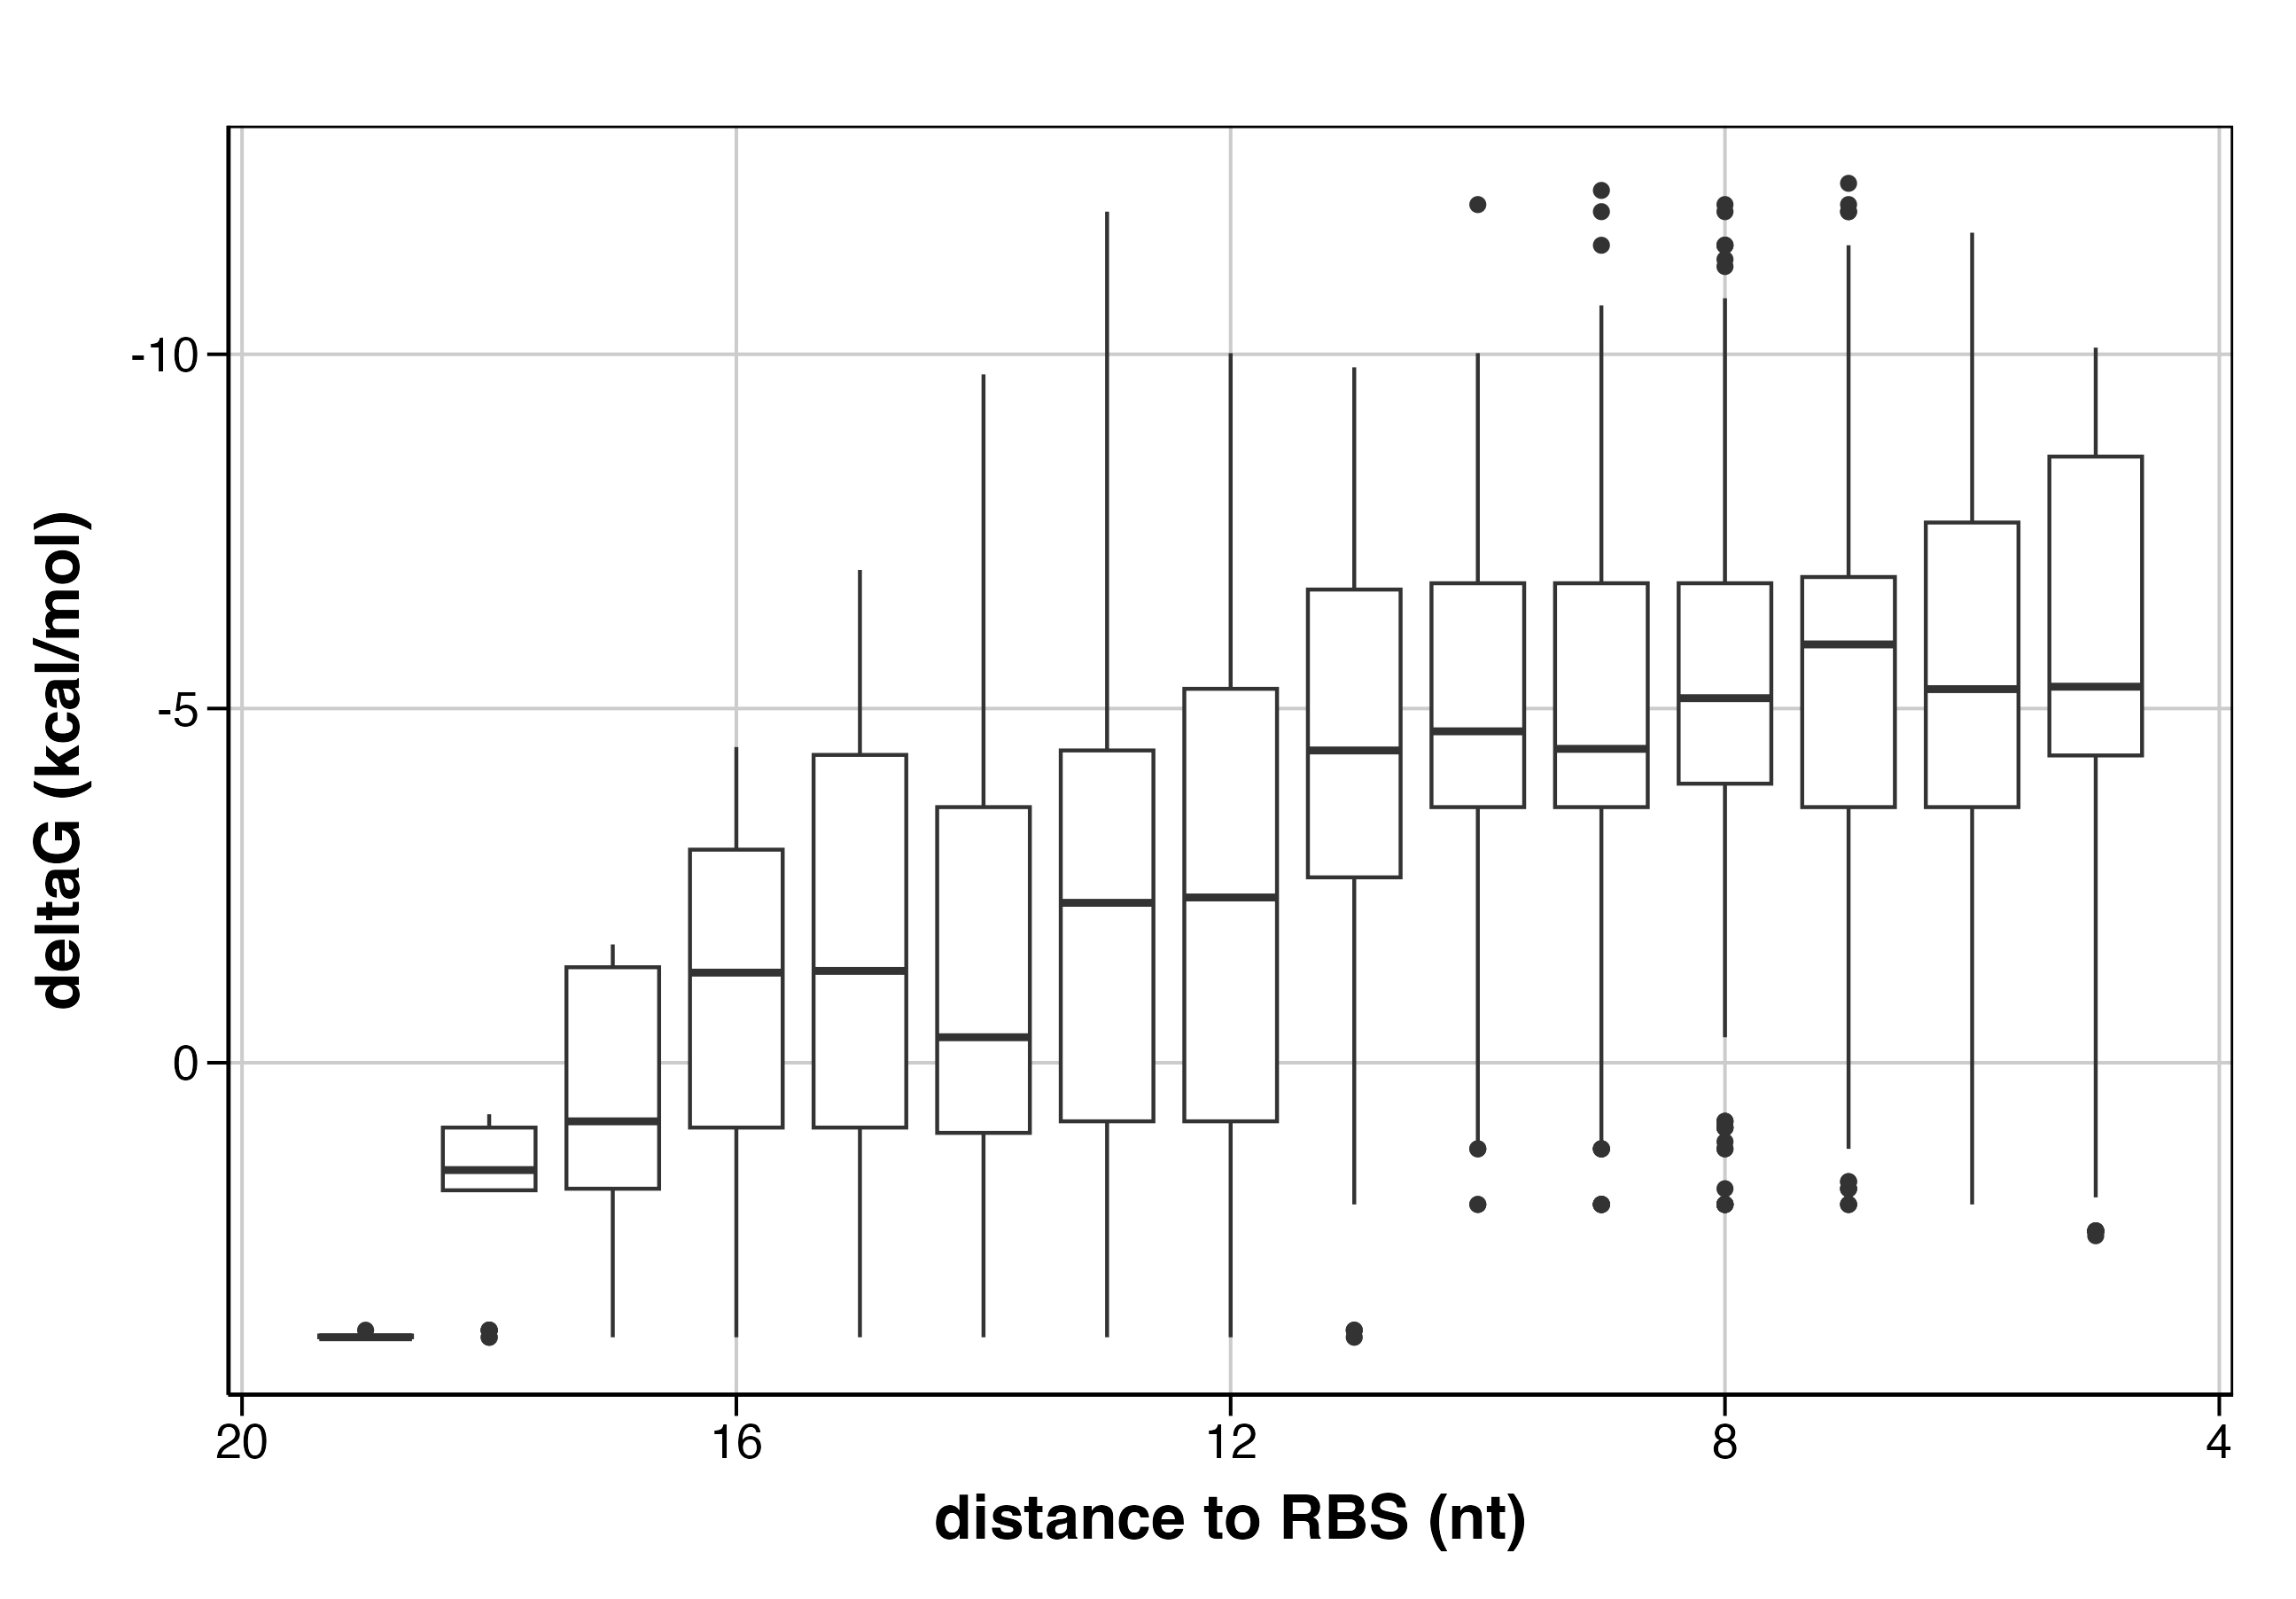 deltaG (kcal/mol)
-10
-5
0
20 16 12 8 4
distance to RBS (nt)